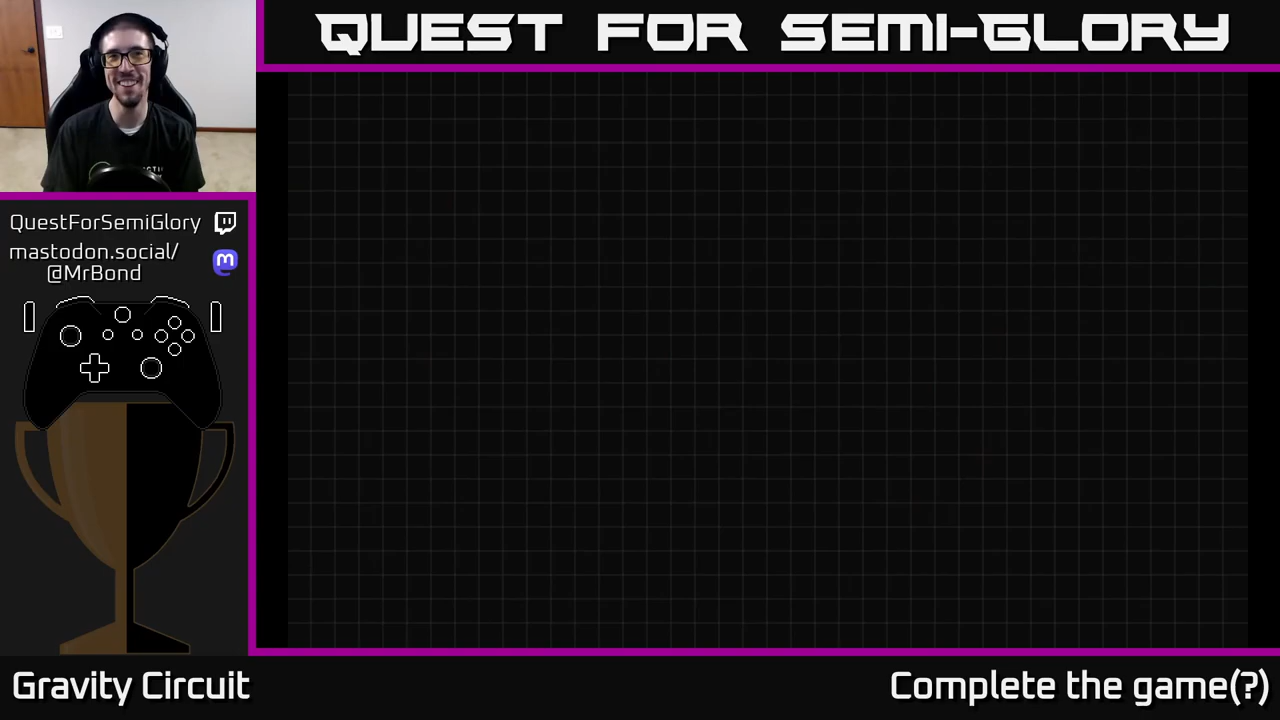 QUEST FOR SEMI-GLORY
QuestForSemiGlory
mastodon.social/
@MrBond
Gravity Circuit
Complete the game(?)